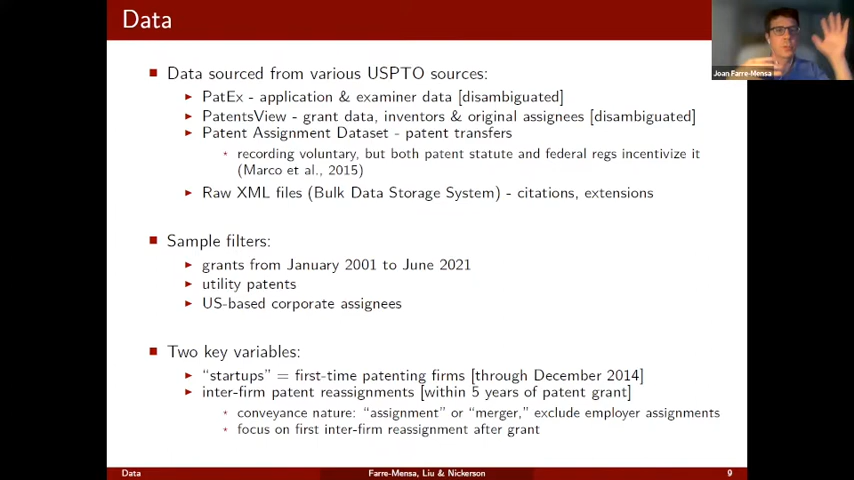 Data
Joan Farre-Mensa
■ Data sourced from various USPTO sources:
▶ PatEx - application & examiner data [disambiguated]
▶ PatentsView - grant data, inventors & original assignees [disambiguated]
▶ Patent Assignment Dataset - patent transfers
* recording voluntary, but both patent statute and federal regs incentivize it
(Marco et al., 2015)
▶ Raw XML files (Bulk Data Storage System) - citations, extensions
■ Sample filters:
▶ grants from January 2001 to June 2021
▶ utility patents
▶ US-based corporate assignees
■ Two key variables:
▶ “startups” = first-time patenting firms [through December 2014]
▶ inter-firm patent reassignments [within 5 years of patent grant]
* conveyance nature: “assignment” or “merger,” exclude employer assignments
* focus on first inter-firm reassignment after grant
Data
Farre-Mensa, Liu & Nickerson
9